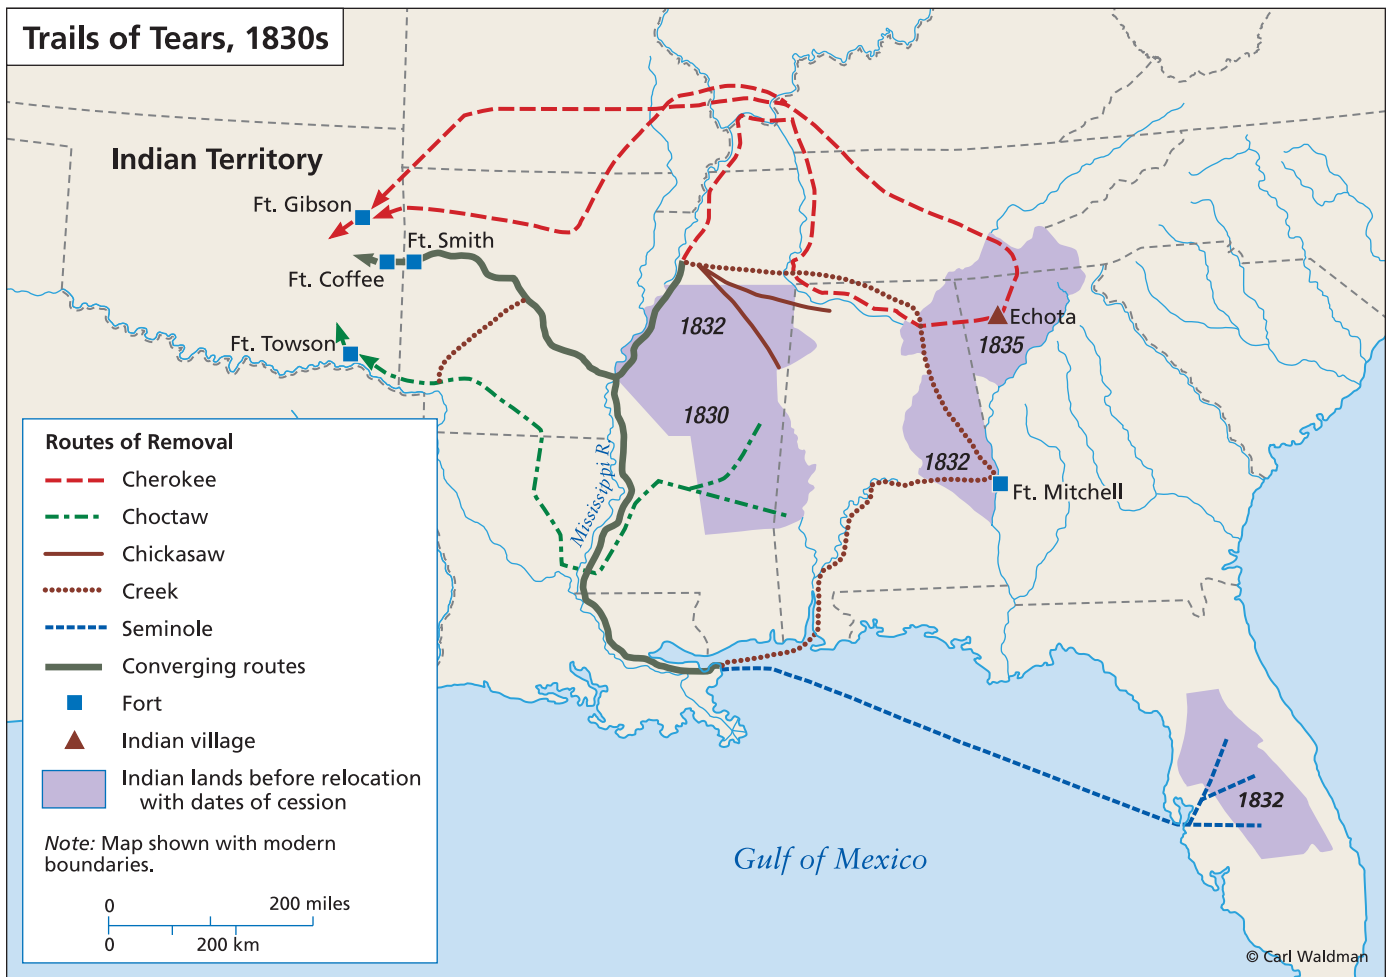 Trails of Tears, 1830s
Indian Territory
Ft. Gibson
Ft. Smith
Ft. Coffee
Ft. Towson
1832
Echota
1835
1830
Mississippi R.
1832
Ft. Mitchell
1832
Gulf of Mexico
Routes of Removal
Cherokee
Choctaw
Chickasaw
Creek
Seminole
Converging routes
Fort
Indian village
Indian lands before relocation
with dates of cession
Note: Map shown with modern
boundaries.
0 200 miles
0 200 km
© Carl Waldman